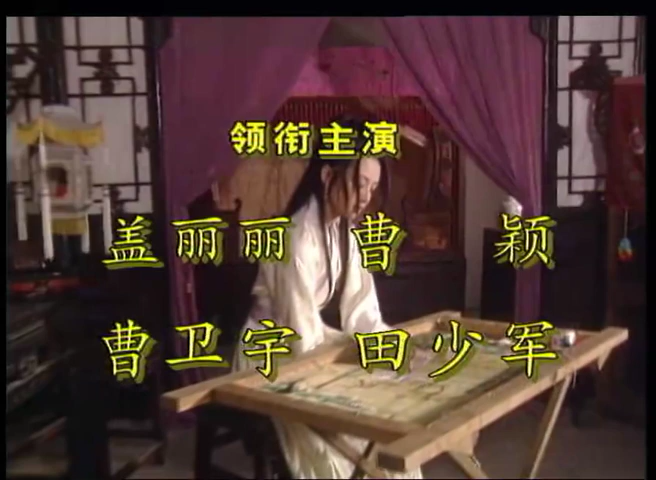 领衔主演
盖丽丽 曹 颖
曹卫宇 田少军